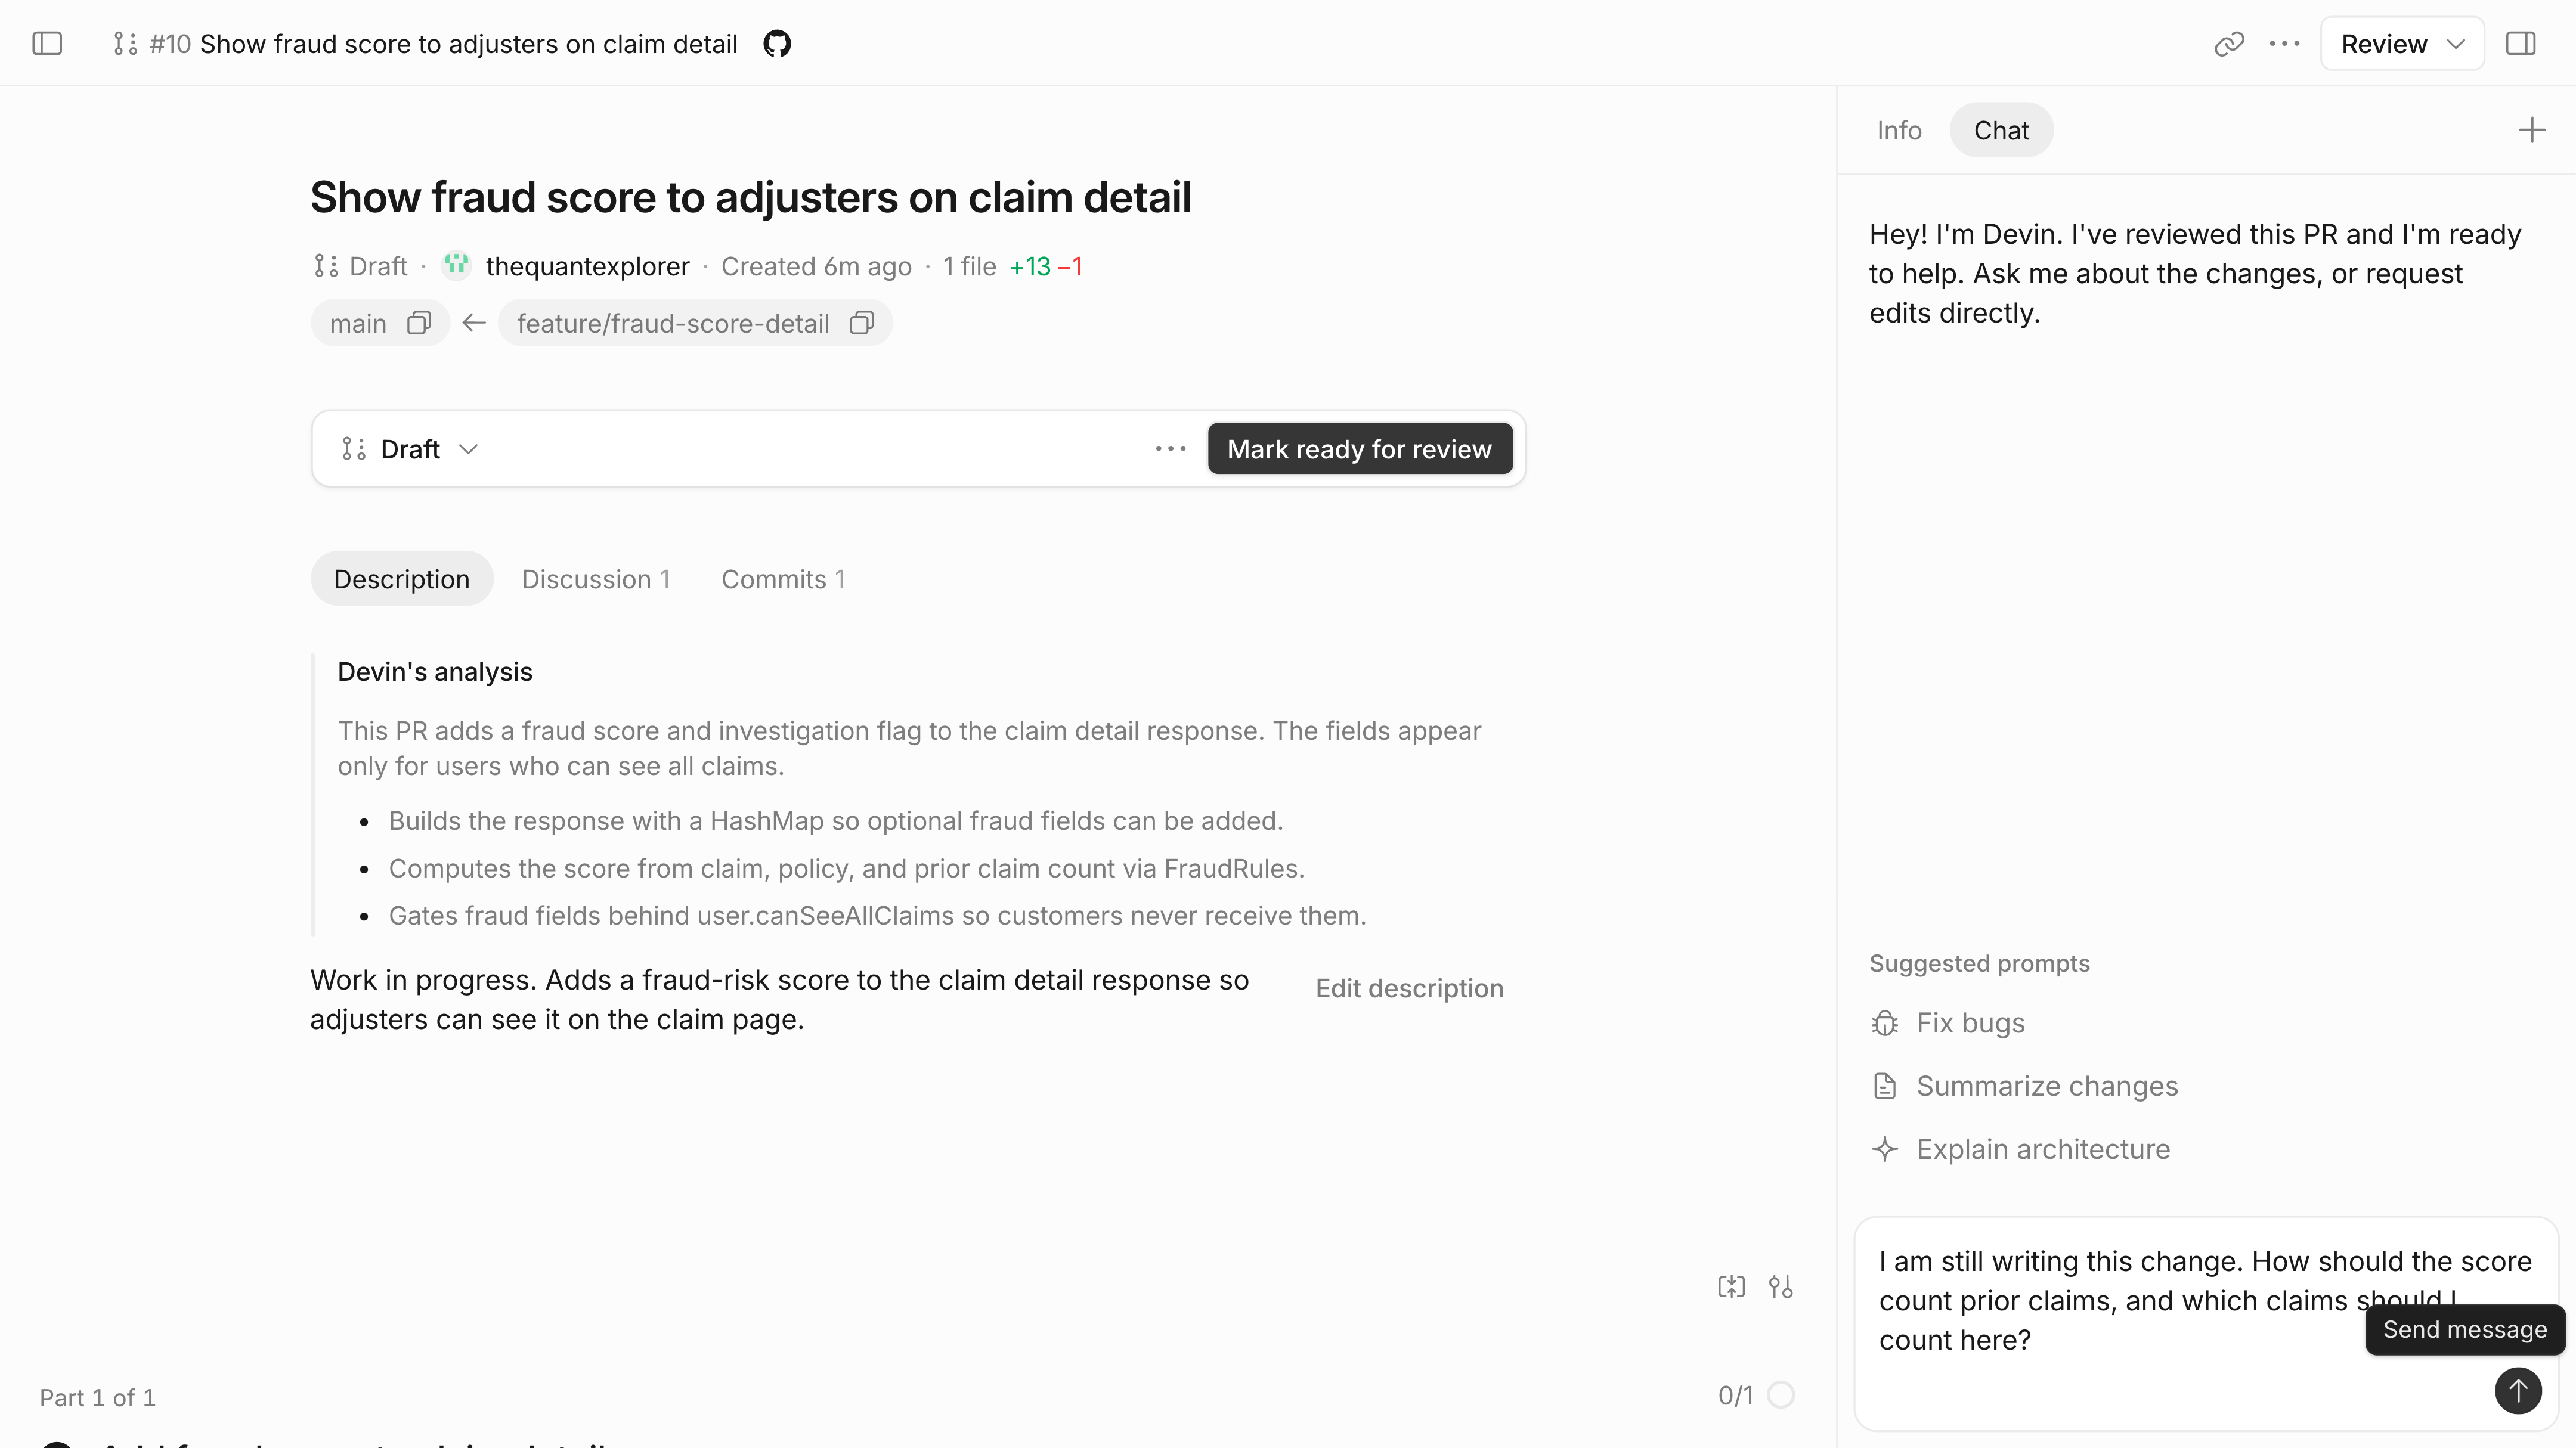 #10 Show fraud score to adjusters on claim detail
Review
Show fraud score to adjusters on claim detail
Draft · thequantexplorer · Created 6m ago · 1 file +13 −1
main
feature/fraud-score-detail
Draft
Mark ready for review
Description
Discussion 1
Commits 1
Devin's analysis
This PR adds a fraud score and investigation flag to the claim detail response. The fields appear
only for users who can see all claims.
• Builds the response with a HashMap so optional fraud fields can be added.
• Computes the score from claim, policy, and prior claim count via FraudRules.
• Gates fraud fields behind user.canSeeAllClaims so customers never receive them.
Work in progress. Adds a fraud-risk score to the claim detail response so
adjusters can see it on the claim page.
Edit description
Part 1 of 1
0/1
Info
Chat
Hey! I'm Devin. I've reviewed this PR and I'm ready
to help. Ask me about the changes, or request
edits directly.
Suggested prompts
Fix bugs
Summarize changes
Explain architecture
I am still writing this change. How should the score
count prior claims, and which claims should I
count here?
Send message